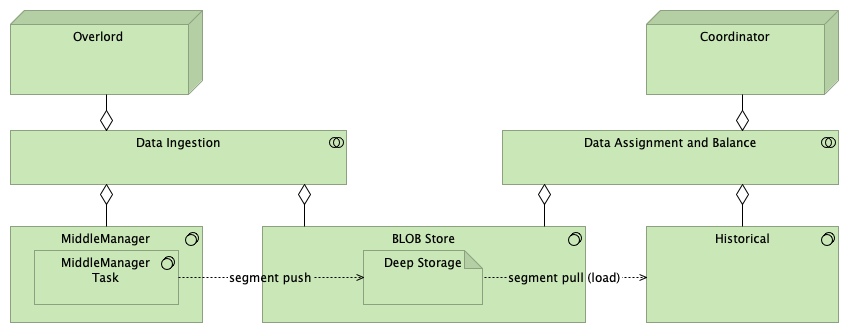 Overlord
Coordinator
Data Ingestion
Data Assignment and Balance
MiddleManager
BLOB Store
Historical
MiddleManager
Task
Deep Storage
segment push
segment pull (load)